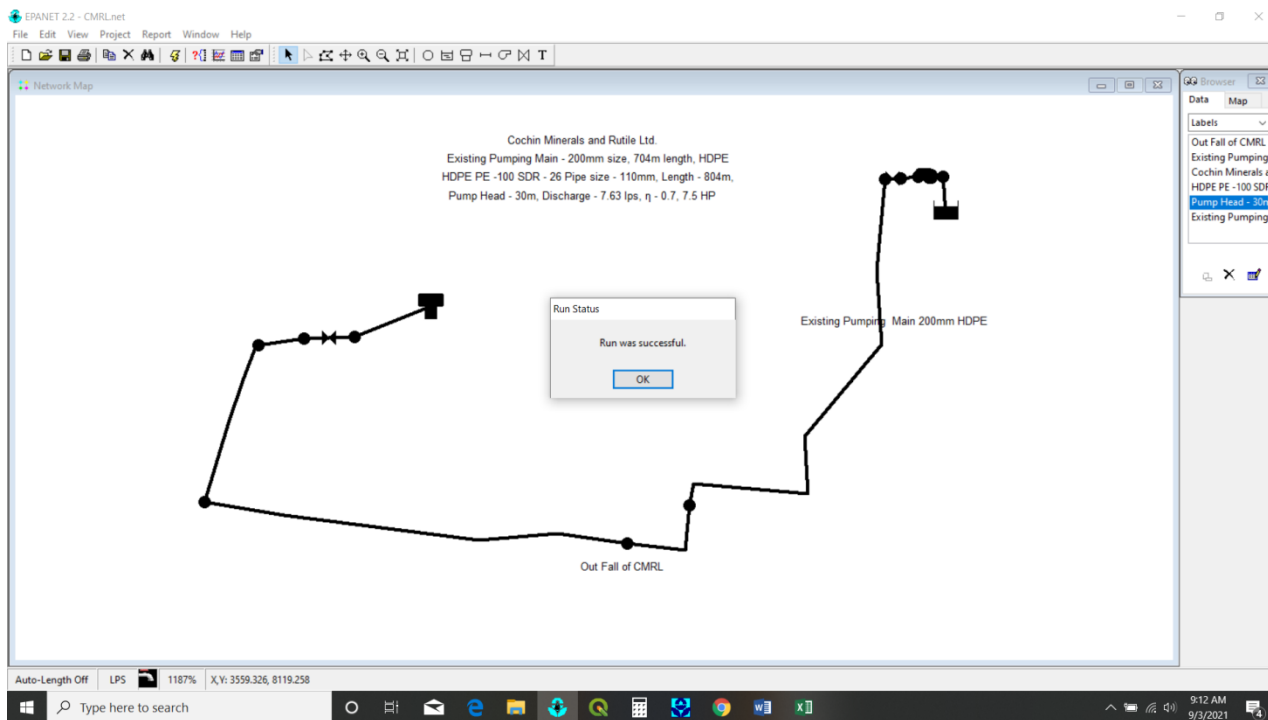 EPANET 2.2 - CMRL.net
File Edit View Project Report Window Help
Network Map
Browser
Data Map
Labels
Out Fall of CMRL
Existing Pumping
Cochin Minerals a
HDPE PE -100 SDR
Pump Head - 30m
Existing Pumping
Cochin Minerals and Rutile Ltd.
Existing Pumping Main - 200mm size, 704m length, HDPE
HDPE PE -100 SDR - 26 Pipe size - 110mm, Length - 804m,
Pump Head - 30m, Discharge - 7.63 lps, η - 0.7, 7.5 HP
Run Status
Run was successful.
OK
Existing Pumping Main 200mm HDPE
Out Fall of CMRL
Auto-Length Off LPS 1187% X,Y: 3559.326, 8119.258
Type here to search
9:12 AM
9/3/2021
4